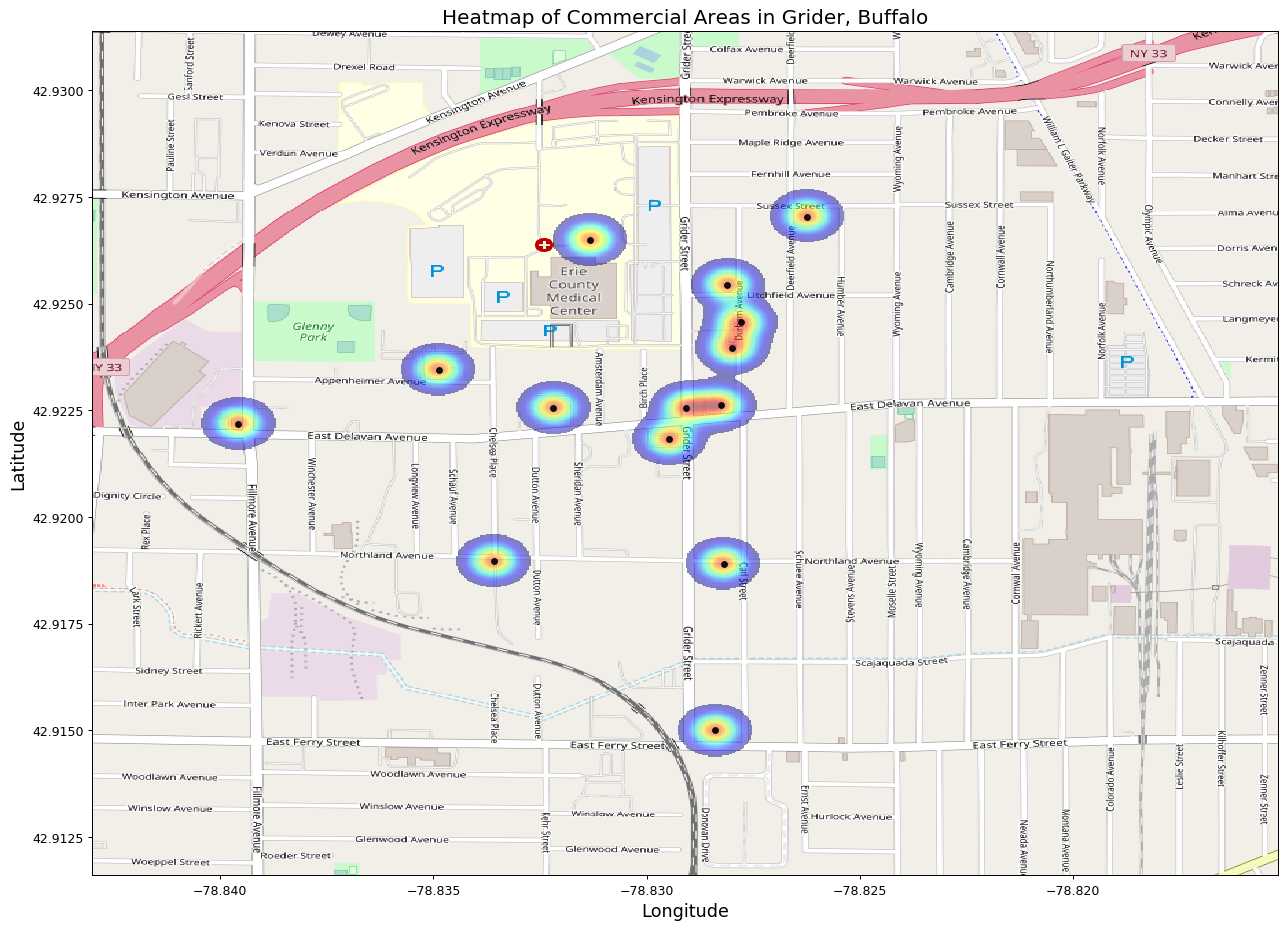 Heatmap of Commercial Areas in Grider, Buffalo
Dewey Avenue
Grider Street
Colfax Avenue
Deerfield
W
W
Ken
NY 33
Sanford Street
Drexel Road
Warwick Avenue
Warwick Avenue
Warwick Aven
42.9300
Gesl Street
Kensington Avenue
Kensington Expressway
Kensington Expressway
Pembroke Avenue
Pembroke Avenue
Connelly Aven
Pauline Street
Kenova Street
Verdun Avenue
Maple Ridge Avenue
Wyoming Avenue
William L Gaiter Parkway
Norfolk Avenue
Decker Street
Fernhill Avenue
Manhart Stre
42.9275
Kensington Avenue
P
Sussex Street
Sussex Street
Alma Avenue
Grider Street
Deerfield Avenue
Cambridge Avenue
Cornwall Avenue
Olympic Avenue
Dorris Aven
P
Erie
County
Medical
Center
P
P
Litchfield Avenue
Durham Avenue
Humber Avenue
Wyoming Avenue
Northumberland Avenue
Norfolk Avenue
Schreck Av
42.9250
Glenny
Park
Langmeyer
NY 33
P
Kermit
Appenheimer Avenue
Amsterdam Avenue
Birch Place
42.9225
East Delavan Avenue
East Delavan Avenue
Grider Street
Chelsea Place
Winchester Avenue
Longview Avenue
Schauf Avenue
Dutton Avenue
Sheridan Avenue
Dignity Circle
Fillmore Avenue
Rex Place
42.9200
Northland Avenue
Northland Avenue
Dutton Avenue
Carl Street
Schuele Avenue
Stevens Avenue
Moselle Street
Wyoming Avenue
Cambridge Avenue
Cornwall Avenue
Rickert Avenue
42.9175
Grider Street
Scajaquada Street
Scajaquada
Sidney Street
Chelsea Place
Dutton Avenue
Zenner Street
Inter Park Avenue
42.9150
East Ferry Street
East Ferry Street
East Ferry Street
Colorado Avenue
Leslie Street
Kilhoffer Street
Zenner Street
Woodlawn Avenue
Woodlawn Avenue
Winslow Avenue
Winslow Avenue
Winslow Avenue
Fillmore Avenue
Kehr Street
Donovan Drive
Ernst Avenue
Hurlock Avenue
Nevada Avenue
Montana Avenue
42.9125
Glenwood Avenue
Glenwood Avenue
Woeppel Street
Roeder Street
−78.840
−78.835
−78.830
−78.825
−78.820
Longitude
Latitude